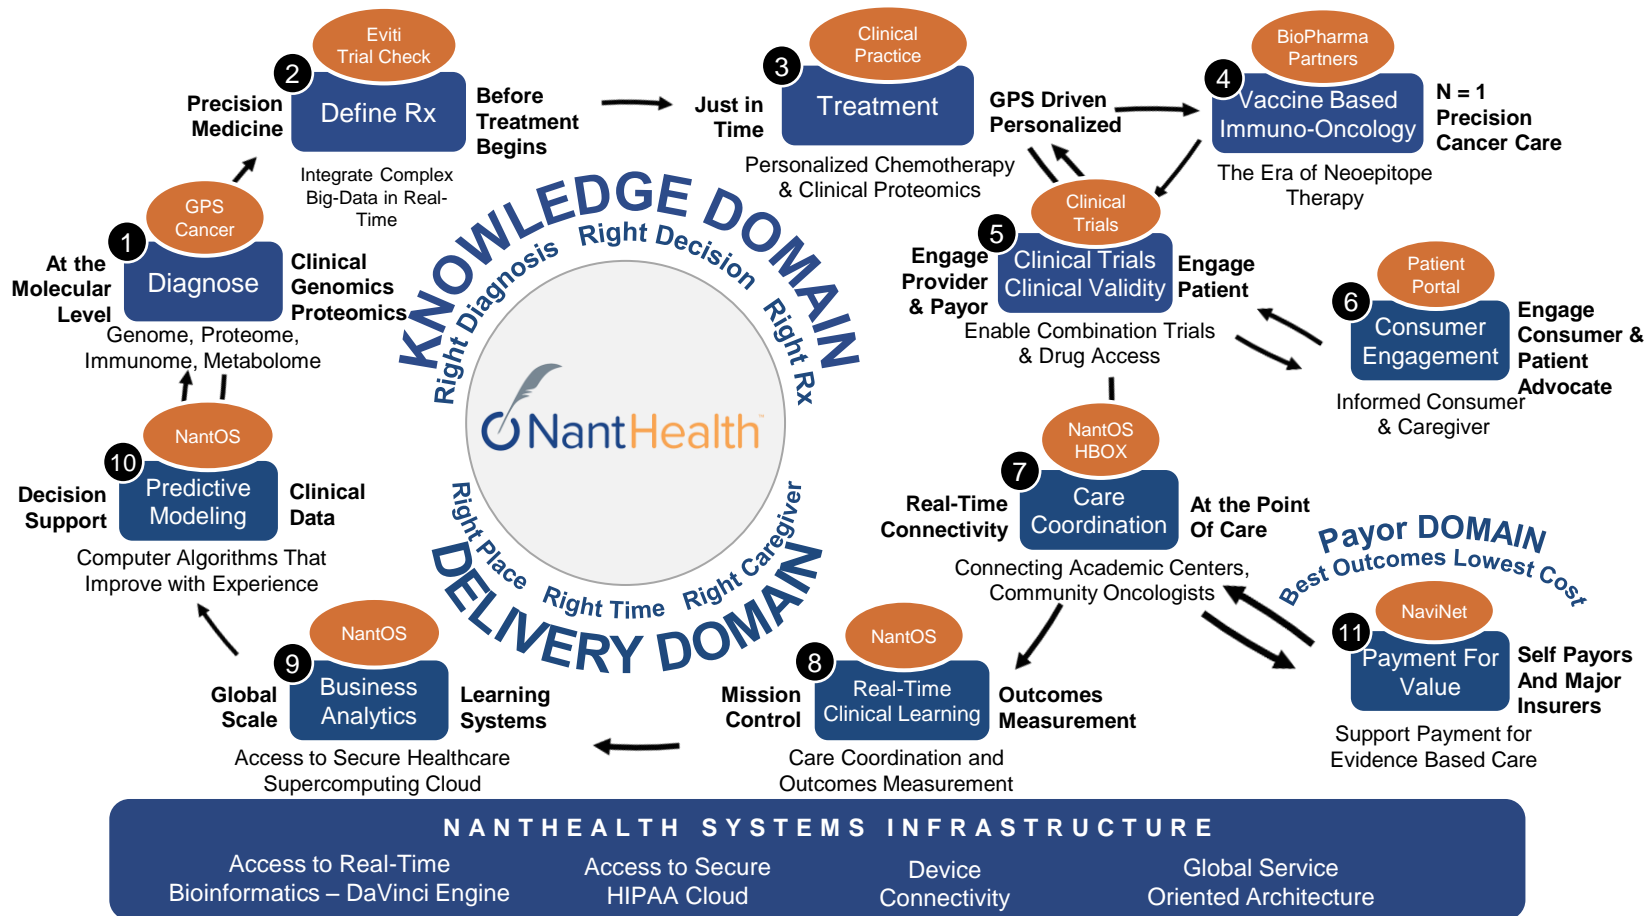 Eviti
Trial Check
2
Define Rx
Precision
Medicine
Before
Treatment
Begins
Integrate Complex
Big-Data in Real-
Time
Clinical
Practice
3
Treatment
Just in
Time
GPS Driven
Personalized
Personalized Chemotherapy
& Clinical Proteomics
BioPharma
Partners
4
Vaccine Based
Immuno-Oncology
N = 1
Precision
Cancer Care
The Era of Neoepitope
Therapy
GPS
Cancer
1
Diagnose
At the
Molecular
Level
Clinical
Genomics
Proteomics
Genome, Proteome,
Immunome, Metabolome
KNOWLEDGE DOMAIN
Right Diagnosis Right Decision Right Rx
NantHealth™
Right Place Right Time Right Caregiver
DELIVERY DOMAIN
Clinical
Trials
5
Clinical Trials
Clinical Validity
Engage
Provider
& Payor
Engage
Patient
Enable Combination Trials
& Drug Access
Patient
Portal
6
Consumer
Engagement
Engage
Consumer &
Patient
Advocate
Informed Consumer
& Caregiver
NantOS
HBOX
7
Care
Coordination
Real-Time
Connectivity
At the Point
Of Care
Connecting Academic Centers,
Community Oncologists
Payor DOMAIN
Best Outcomes Lowest Cost
NaviNet
11
Payment For
Value
Self Payors
And Major
Insurers
Support Payment for
Evidence Based Care
NantOS
8
Real-Time
Clinical Learning
Mission
Control
Outcomes
Measurement
Care Coordination and
Outcomes Measurement
NantOS
9
Business
Analytics
Global
Scale
Learning
Systems
Access to Secure Healthcare
Supercomputing Cloud
NantOS
10
Predictive
Modeling
Decision
Support
Clinical
Data
Computer Algorithms That
Improve with Experience
NANTHEALTH SYSTEMS INFRASTRUCTURE
Access to Real-Time
Bioinformatics – DaVinci Engine
Access to Secure
HIPAA Cloud
Device
Connectivity
Global Service
Oriented Architecture